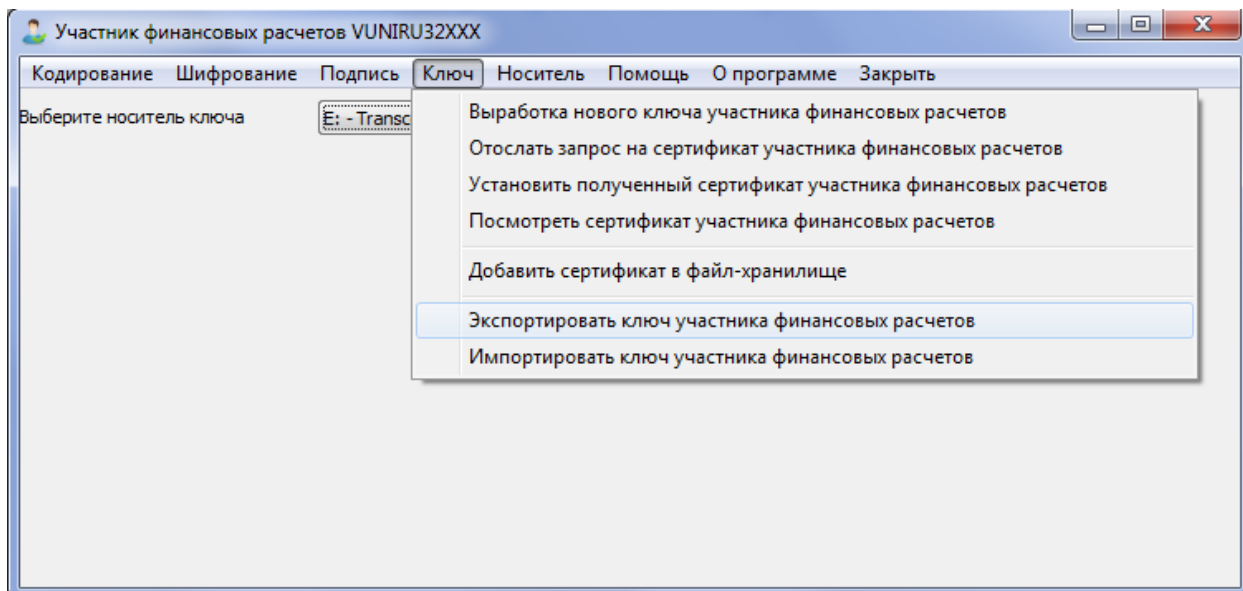 Участник финансовых расчетов VUNIRU32XXX
Кодирование Шифрование Подпись Ключ Носитель Помощь О программе Закрыть
Выберите носитель ключа E: - Transc
Выработка нового ключа участника финансовых расчетов
Отослать запрос на сертификат участника финансовых расчетов
Установить полученный сертификат участника финансовых расчетов
Посмотреть сертификат участника финансовых расчетов
Добавить сертификат в файл-хранилище
Экспортировать ключ участника финансовых расчетов
Импортировать ключ участника финансовых расчетов